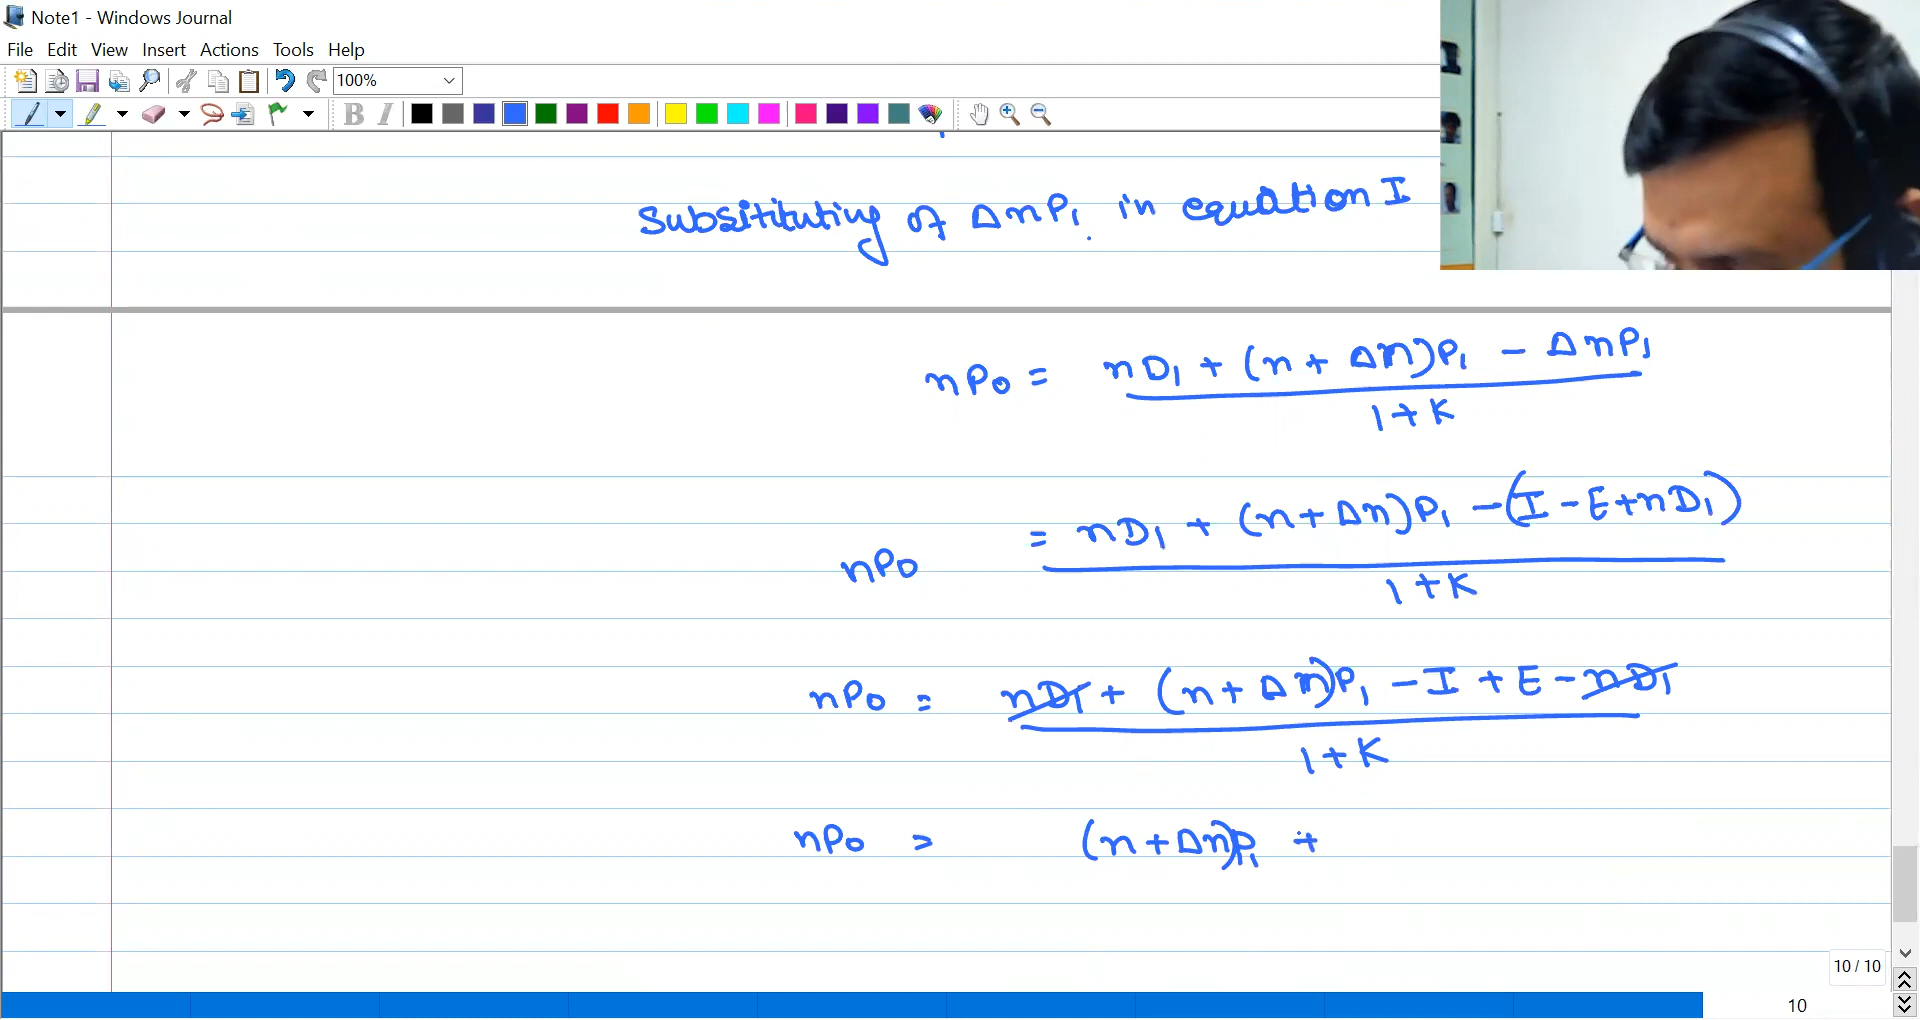 Note1 - Windows Journal
File Edit View Insert Actions Tools Help
100%
B I
Subsitituting of ΔnP₁ in equation I
nP₀ = nD₁ + (n + Δn)P₁ - ΔnP₁
1+K
nP₀ = nD₁ + (n+Δn)P₁ - (I - E+nD₁)
1+K
nP₀ = nD₁ + (n+Δn)P₁ - I + E - nD₁
1+K
nP₀ = (n+Δn)P₁ +
10 / 10
10